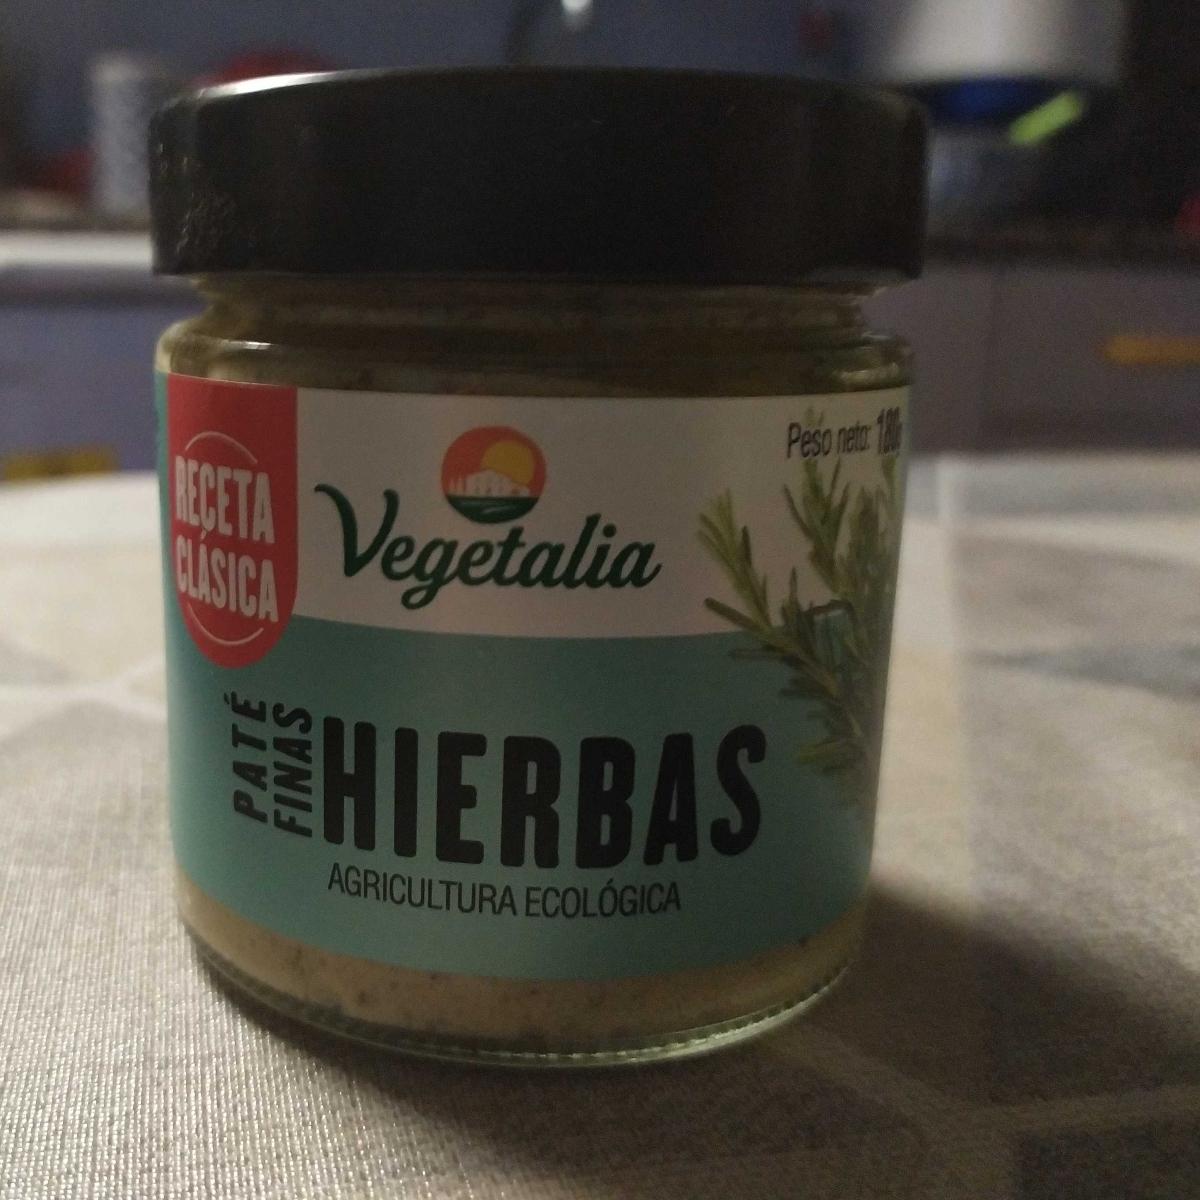 RECETA
CLÁSICA
Vegetalia
Peso neto: 180g
PATÉ
FINAS
HIERBAS
AGRICULTURA ECOLÓGICA